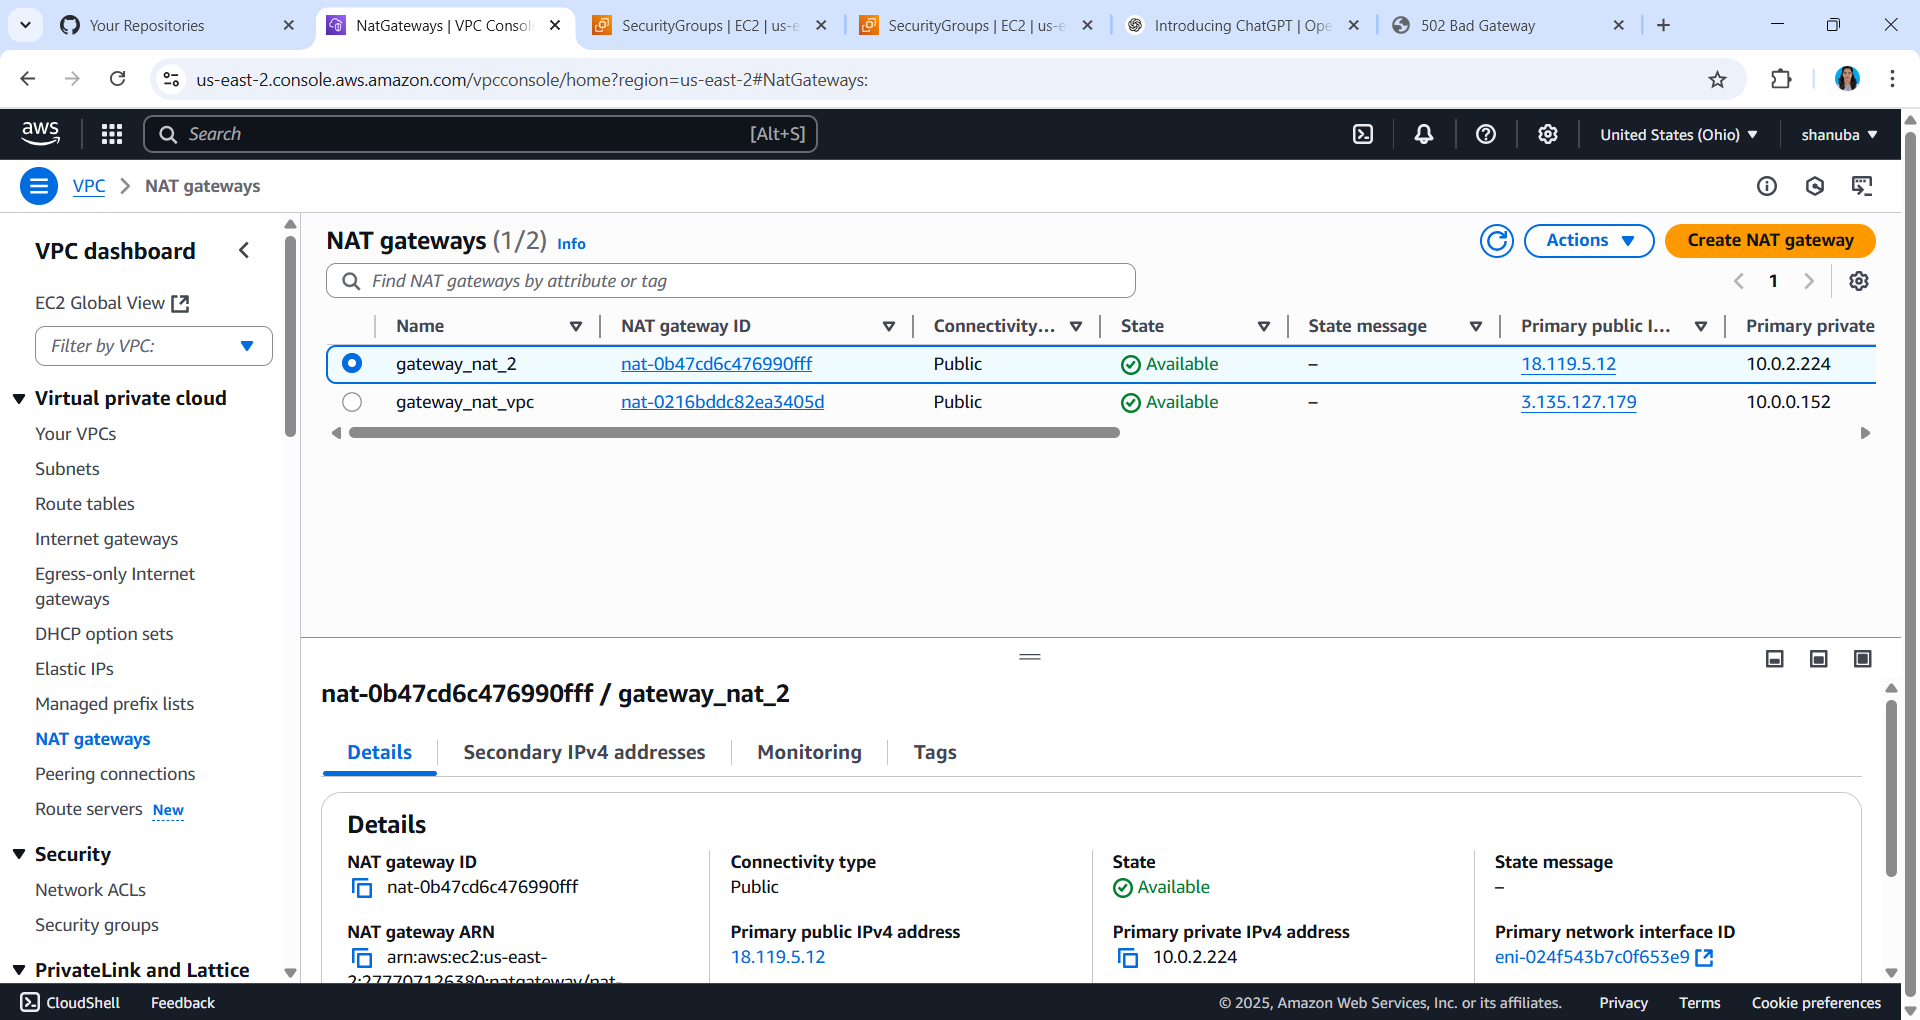 Your Repositories
NatGateways | VPC Consol
SecurityGroups | EC2 | us-e
SecurityGroups | EC2 | us-e
Introducing ChatGPT | Ope
502 Bad Gateway
us-east-2.console.aws.amazon.com/vpcconsole/home?region=us-east-2#NatGateways:
aws
Search
[Alt+S]
United States (Ohio)
shanuba
VPC
NAT gateways
VPC dashboard
EC2 Global View
Filter by VPC:
Virtual private cloud
Your VPCs
Subnets
Route tables
Internet gateways
Egress-only Internet
gateways
DHCP option sets
Elastic IPs
Managed prefix lists
NAT gateways
Peering connections
Route servers New
Security
Network ACLs
Security groups
PrivateLink and Lattice
NAT gateways (1/2) Info
Actions
Create NAT gateway
Find NAT gateways by attribute or tag
1
Name NAT gateway ID Connectivity... State State message Primary public I... Primary private
gateway_nat_2 nat-0b47cd6c476990fff Public Available – 18.119.5.12 10.0.2.224
gateway_nat_vpc nat-0216bddc82ea3405d Public Available – 3.135.127.179 10.0.0.152
nat-0b47cd6c476990fff / gateway_nat_2
Details Secondary IPv4 addresses Monitoring Tags
Details
NAT gateway ID
nat-0b47cd6c476990fff
Connectivity type
Public
State
Available
State message
–
NAT gateway ARN
arn:aws:ec2:us-east-
2:277707126380:natgateway/nat-
Primary public IPv4 address
18.119.5.12
Primary private IPv4 address
10.0.2.224
Primary network interface ID
eni-024f543b7c0f653e9
CloudShell
Feedback
© 2025, Amazon Web Services, Inc. or its affiliates.
Privacy
Terms
Cookie preferences